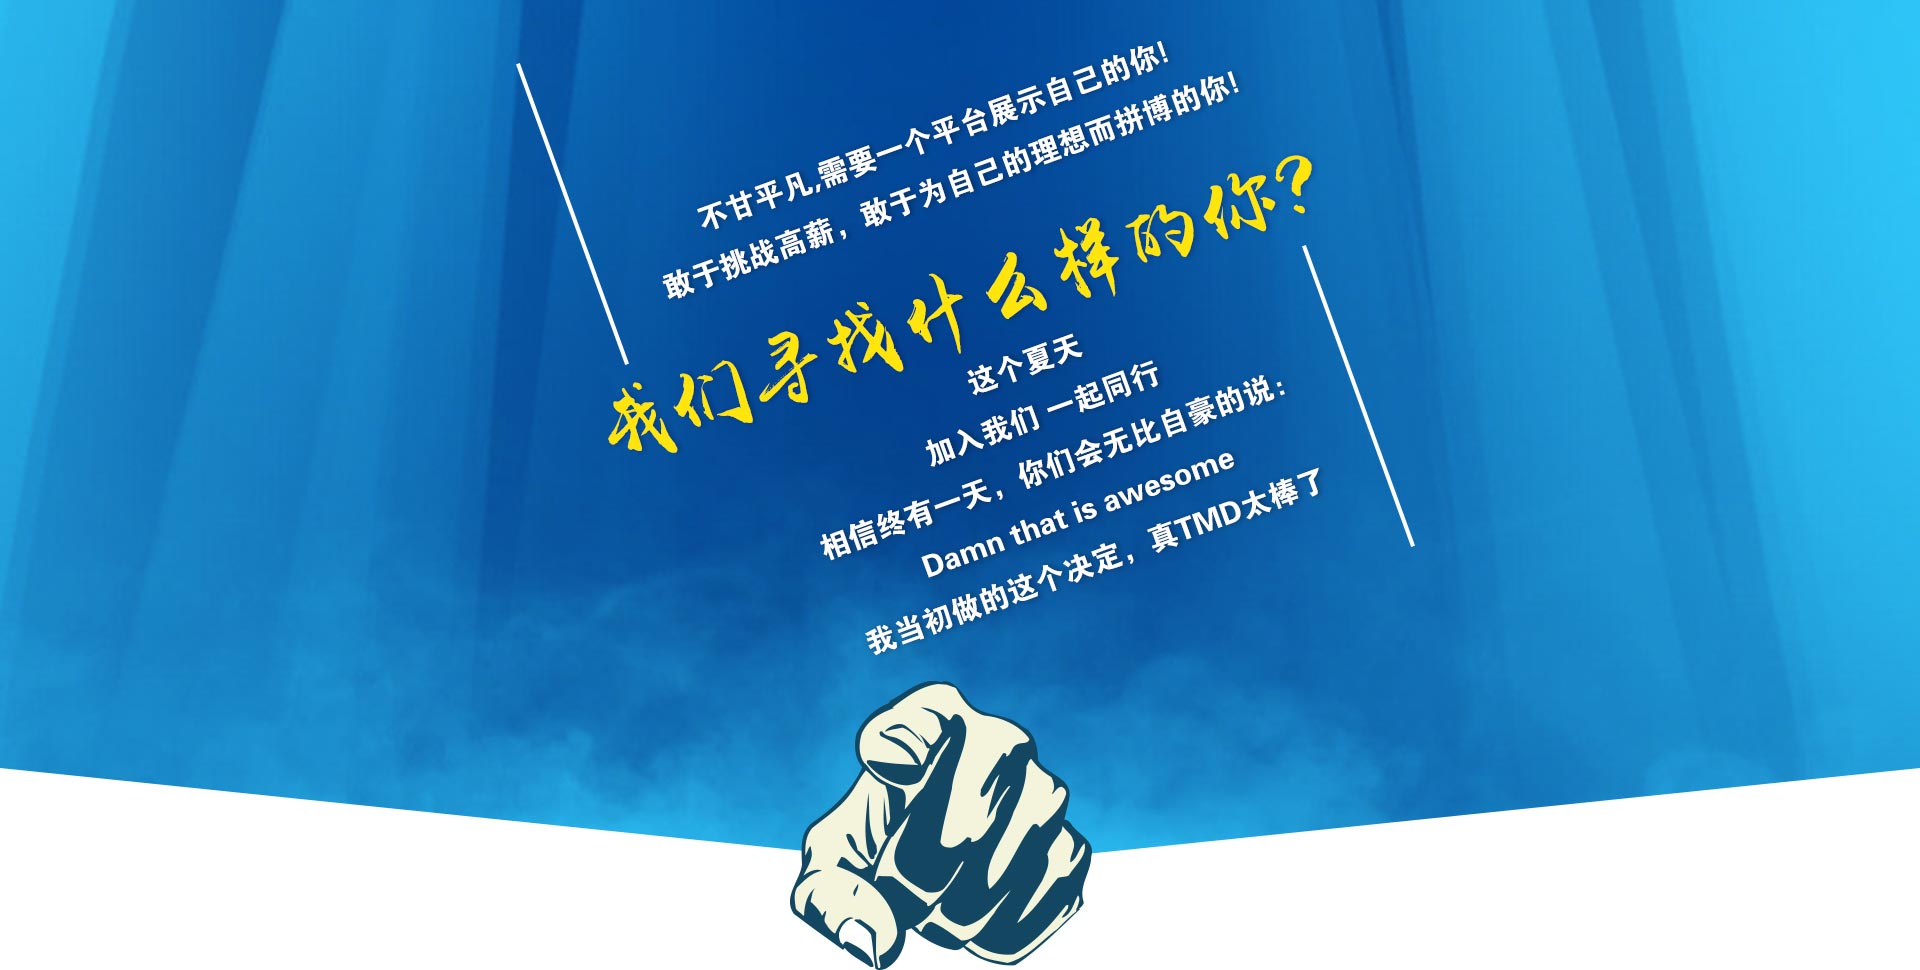 不甘平凡,需要一个平台展示自己的你!
敢于挑战高薪，敢于为自己的理想而拼博的你!
我们寻找什么样的你?
这个夏天
加入我们 一起同行
相信终有一天，你们会无比自豪的说：
Damn that is awesome
我当初做的这个决定，真TMD太棒了